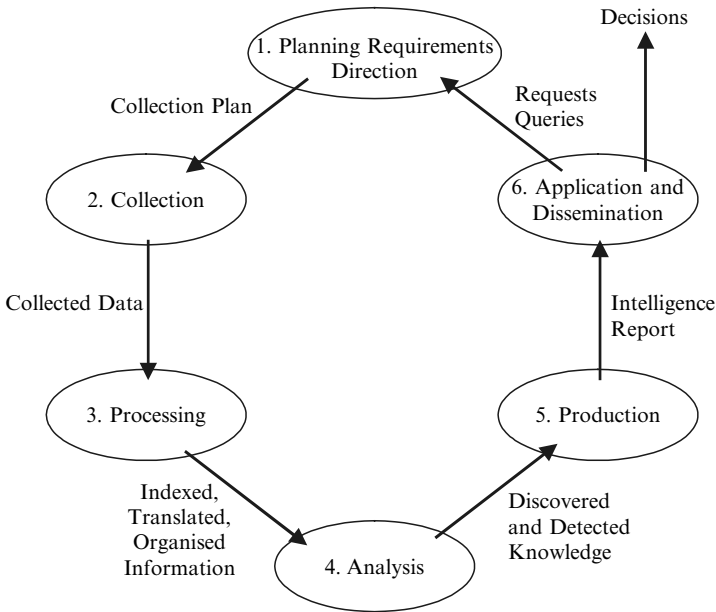 Decisions
1. Planning Requirements
Direction
Collection Plan
Requests
Queries
2. Collection
6. Application and
Dissemination
Collected Data
Intelligence
Report
3. Processing
5. Production
Indexed,
Translated,
Organised
Information
Discovered
and Detected
Knowledge
4. Analysis